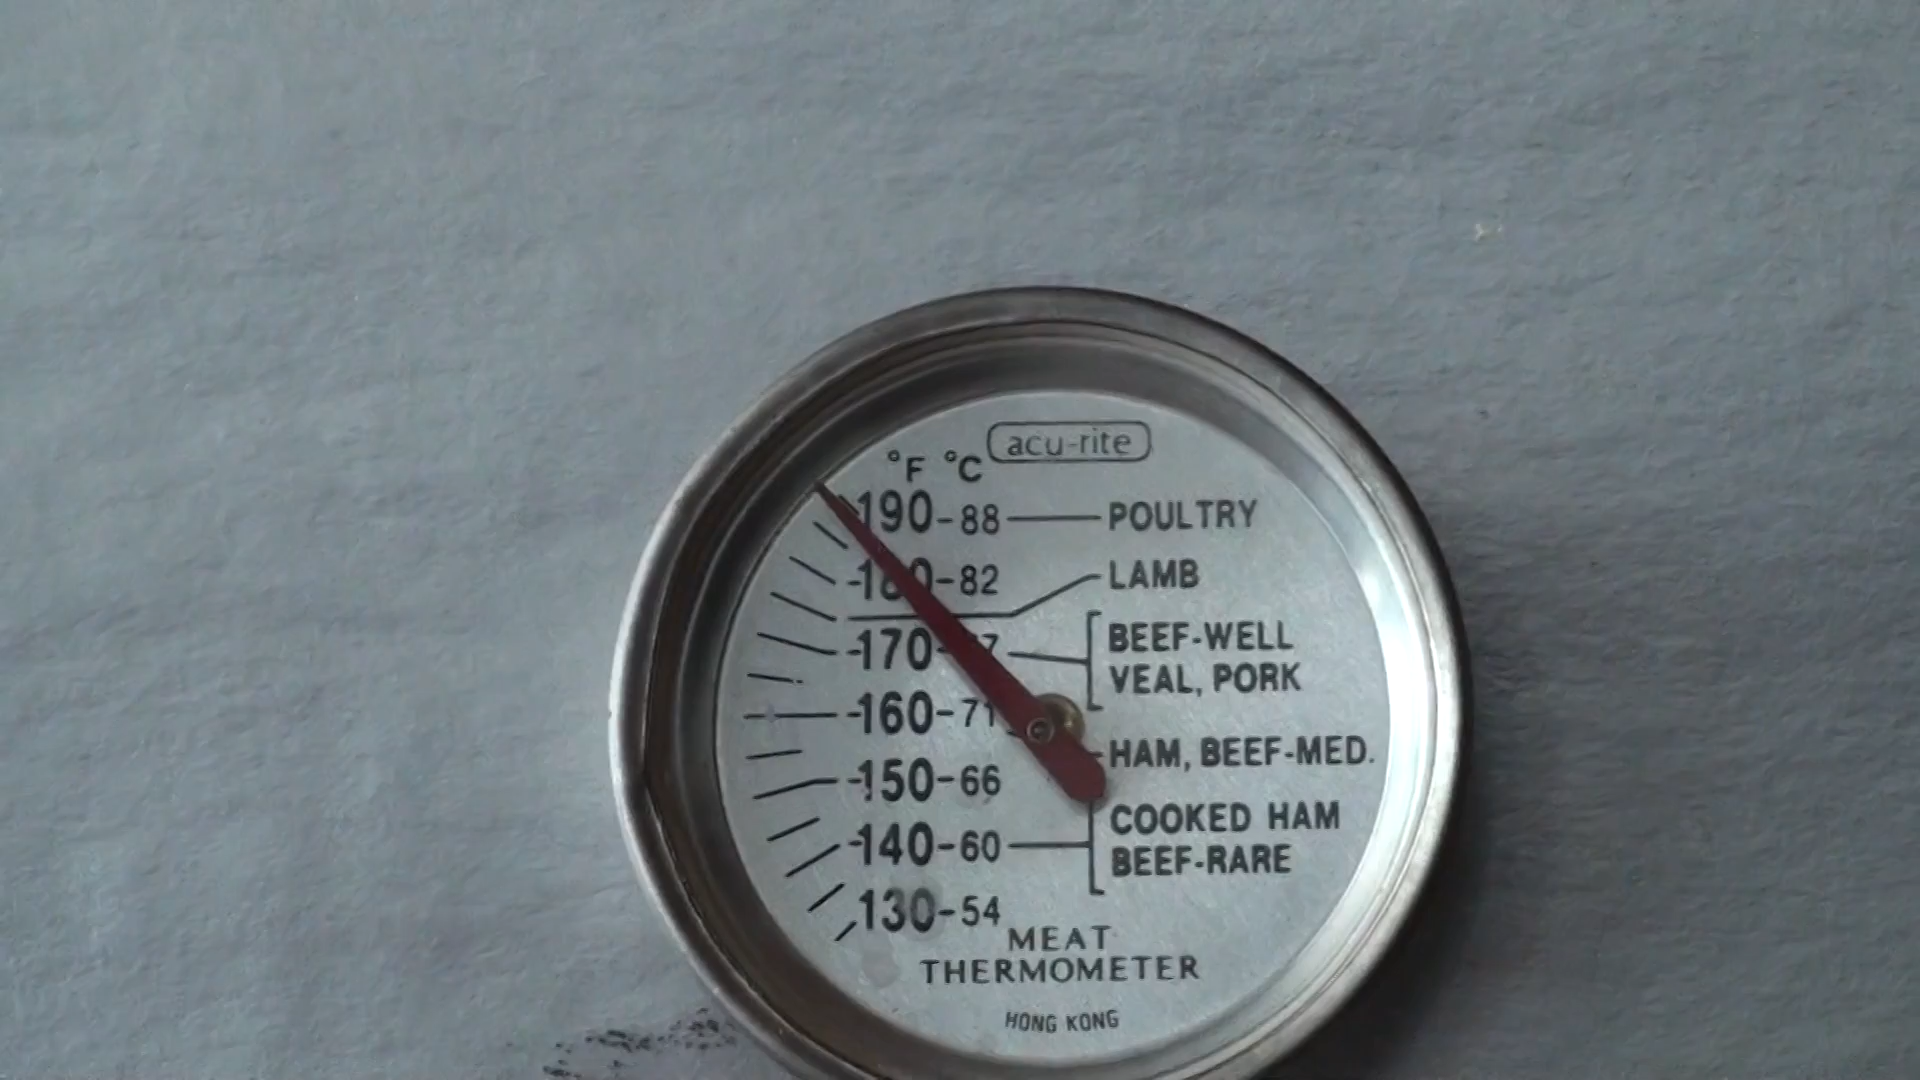 acu-rite
°F °C
190-88 POULTRY
-82 LAMB
-170- BEEF-WELL
VEAL, PORK
-160-71
HAM, BEEF-MED.
-150-66
COOKED HAM
-140-60 BEEF-RARE
130-54
MEAT
THERMOMETER
HONG KONG